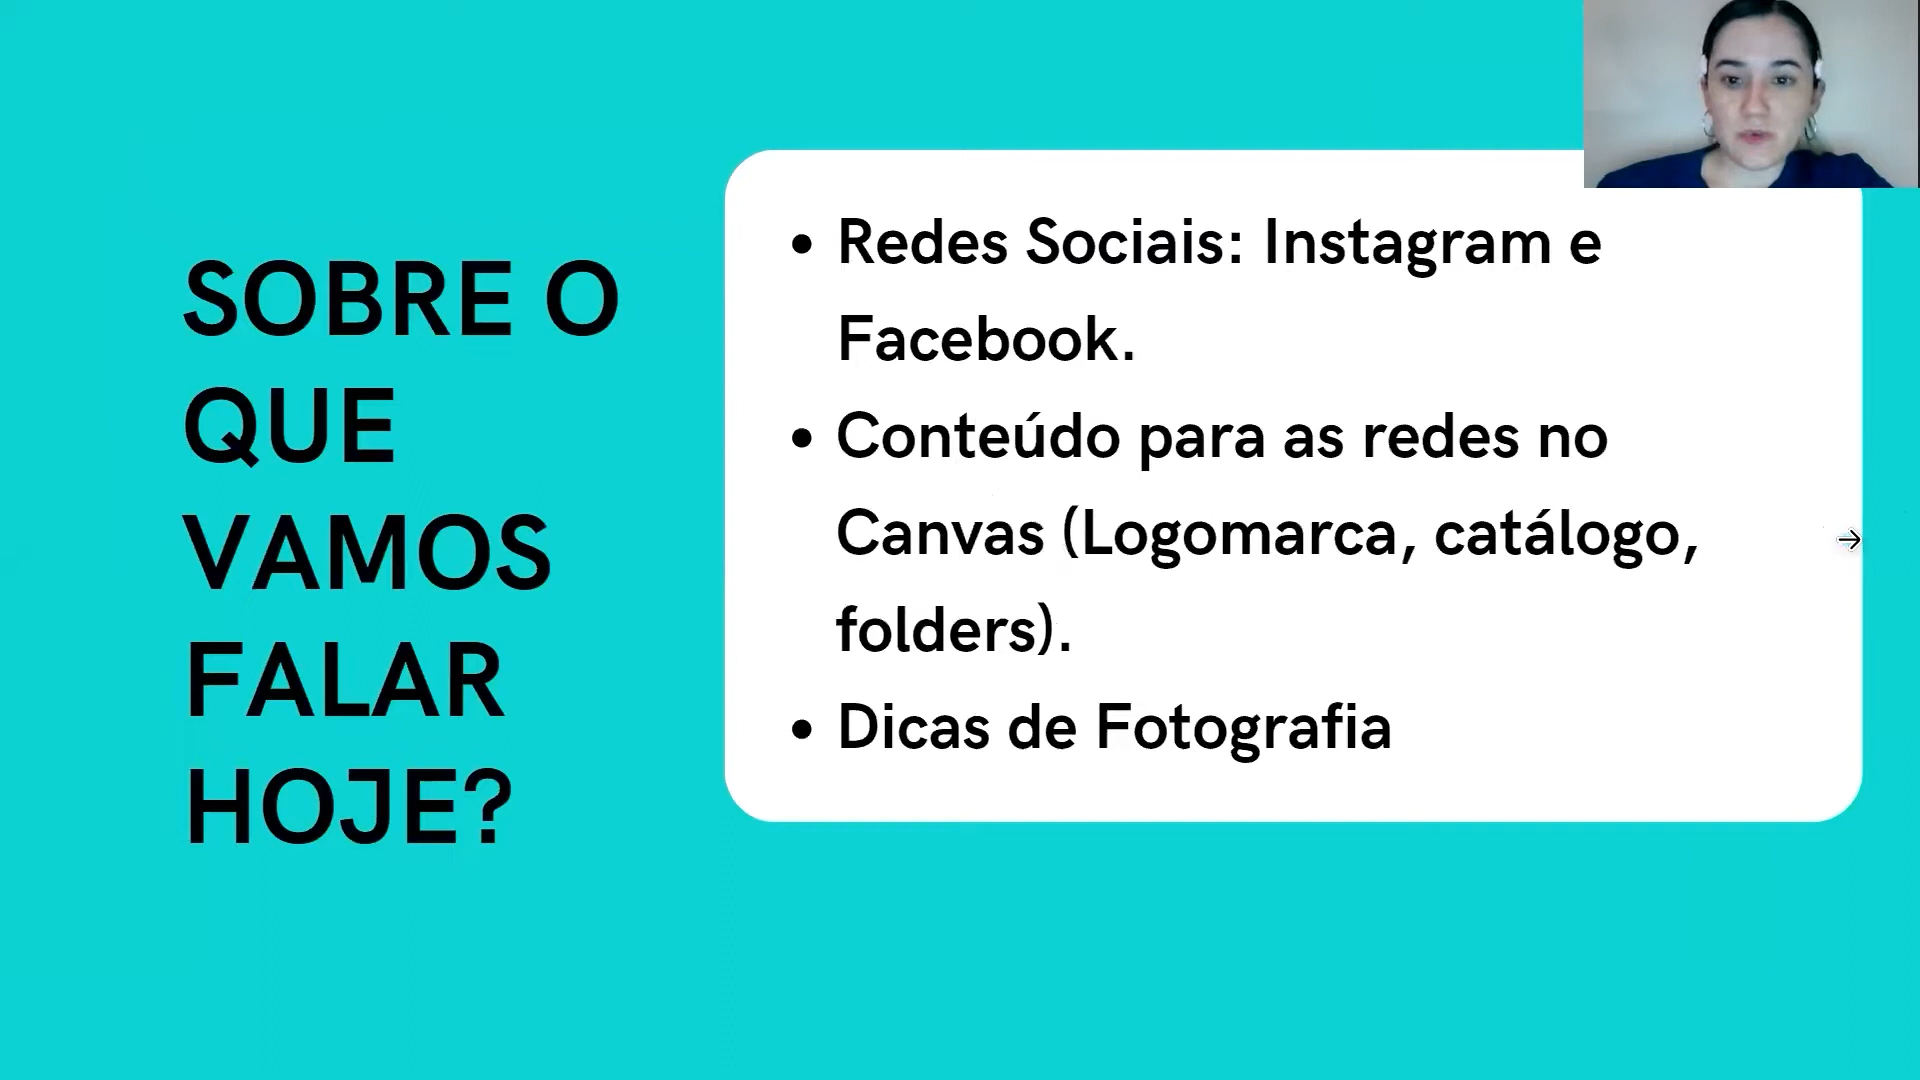 SOBRE O
QUE
VAMOS
FALAR
HOJE?
• Redes Sociais: Instagram e
Facebook.
• Conteúdo para as redes no
Canvas (Logomarca, catálogo,
folders).
• Dicas de Fotografia